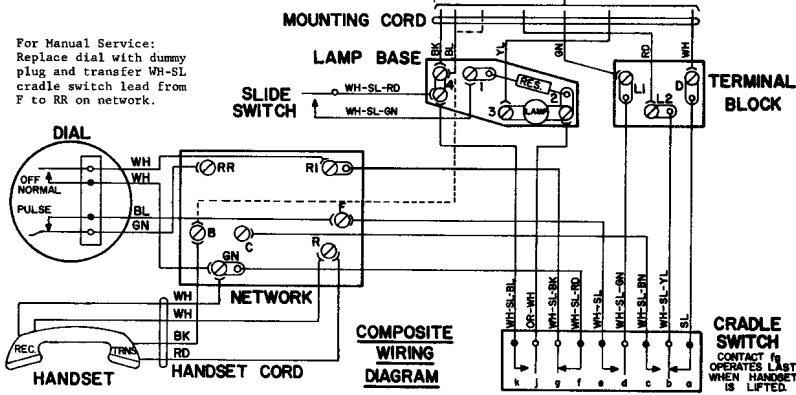 MOUNTING CORD
For Manual Service:
Replace dial with dummy
plug and transfer WH-SL
cradle switch lead from
F to RR on network.
LAMP BASE
BK
BL
YL
GN
RD
WH
SLIDE
SWITCH
WH-SL-RD
WH-SL-GN
4
1
RES.
2
3
LAMP
L1
L2
D
TERMINAL
BLOCK
DIAL
OFF
NORMAL
PULSE
WH
WH
BL
GN
RR
R1
F
B
C
R
GN
NETWORK
WH
WH
BK
RD
REC.
TRNS
HANDSET
HANDSET CORD
COMPOSITE
WIRING
DIAGRAM
WH-SL-BL
OR-WH
WH-SL-BK
WH-SL-RD
WH-SL
WH-SL-GN
WH-SL-BN
WH-SL-YL
SL
k j g f e d c b a
CRADLE
SWITCH
CONTACT fg
OPERATES LAST
WHEN HANDSET
IS LIFTED.